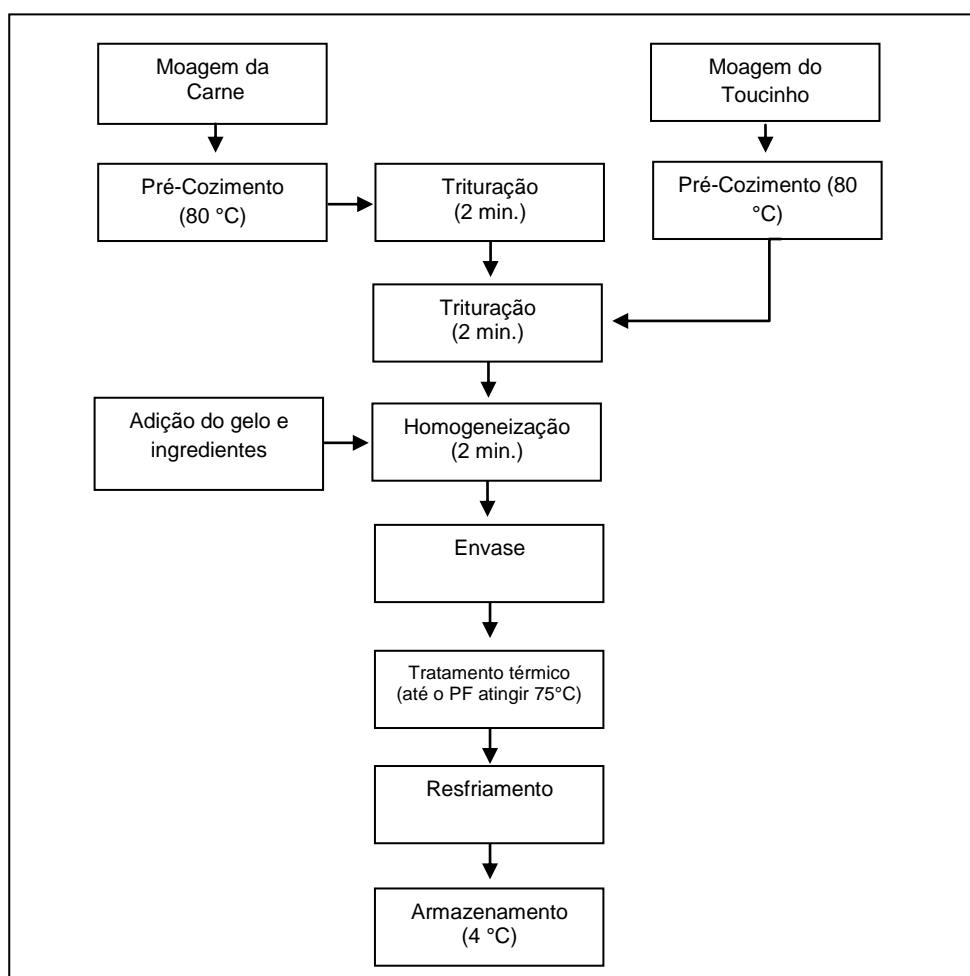 Moagem da
Carne
Moagem do
Toucinho
Pré-Cozimento
(80 °C)
Trituração
(2 min.)
Pré-Cozimento (80
°C)
Trituração
(2 min.)
Adição do gelo e
ingredientes
Homogeneização
(2 min.)
Envase
Tratamento térmico
(até o PF atingir 75°C)
Resfriamento
Armazenamento
(4 °C)